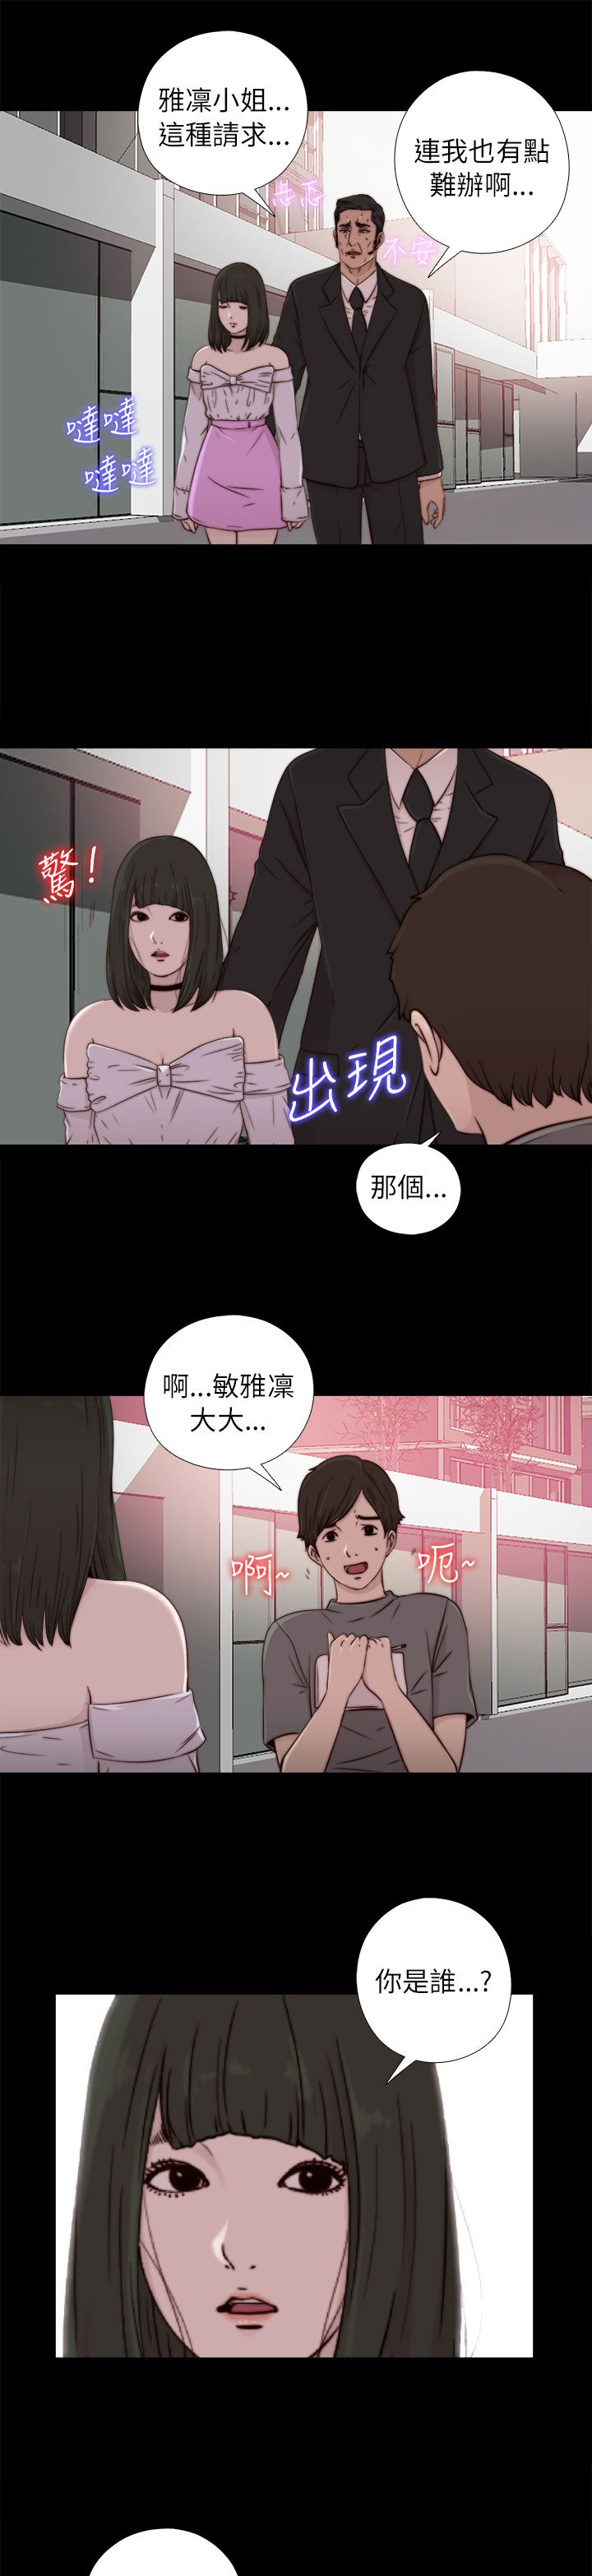 雅凜小姐...
這種請求...
連我也有點
難辦啊...
忐忑
不安
噠噠
噠噠
驚!
出現
那個...
啊...敏雅凜
大大...
啊~
呃~
你是誰...?